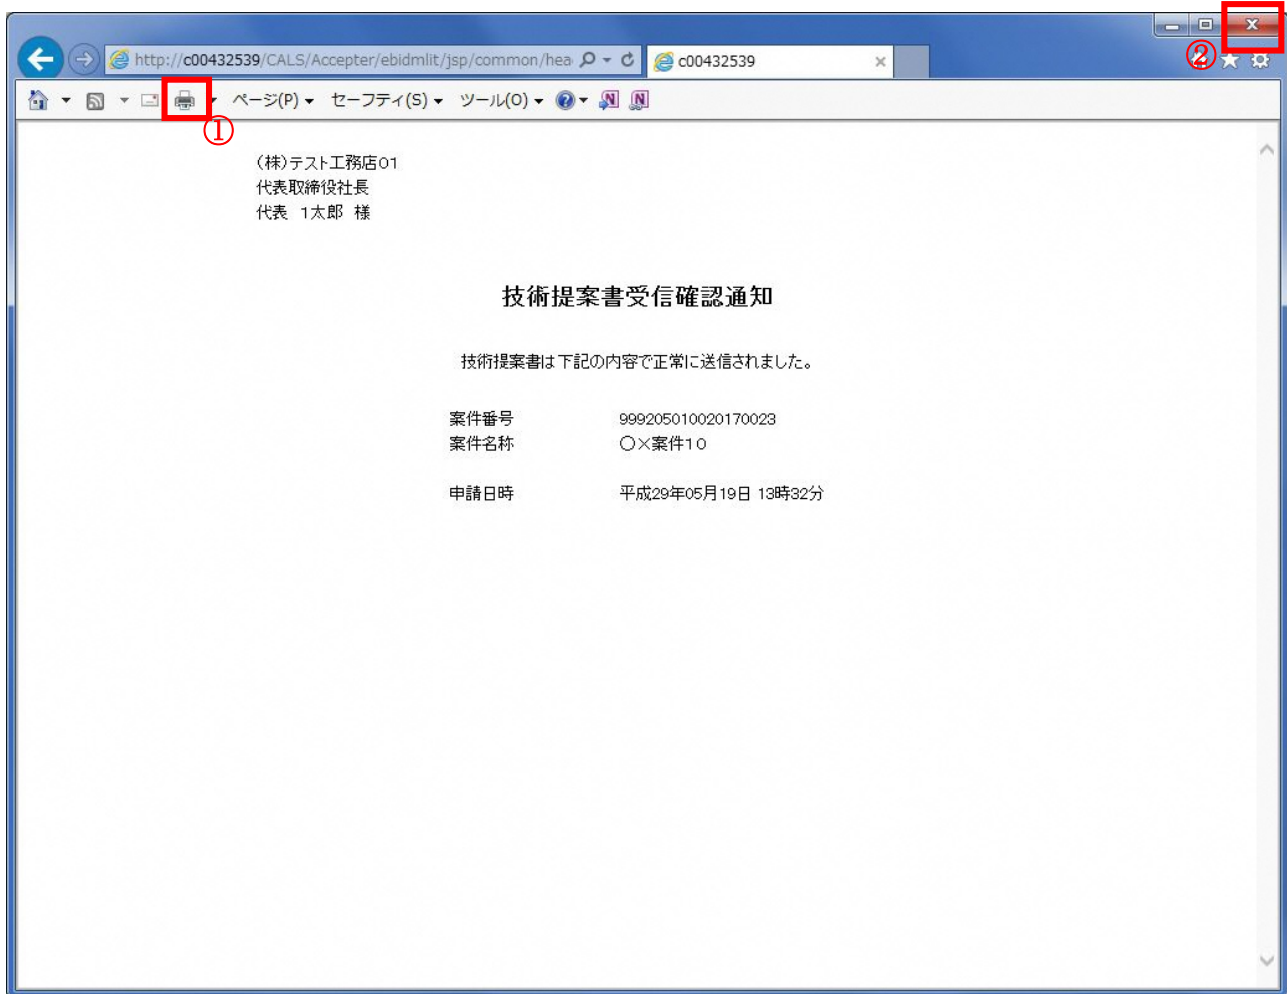 ②
http://c00432539/CALS/Accepter/ebidmlit/jsp/common/hea
c00432539
ページ(P) セーフティ(S) ツール(O)
①
(株)テスト工務店01
代表取締役社長
代表 1太郎 様
技術提案書受信確認通知
技術提案書は下記の内容で正常に送信されました。
案件番号 999205010020170023
案件名称 〇×案件10
申請日時 平成29年05月19日 13時32分